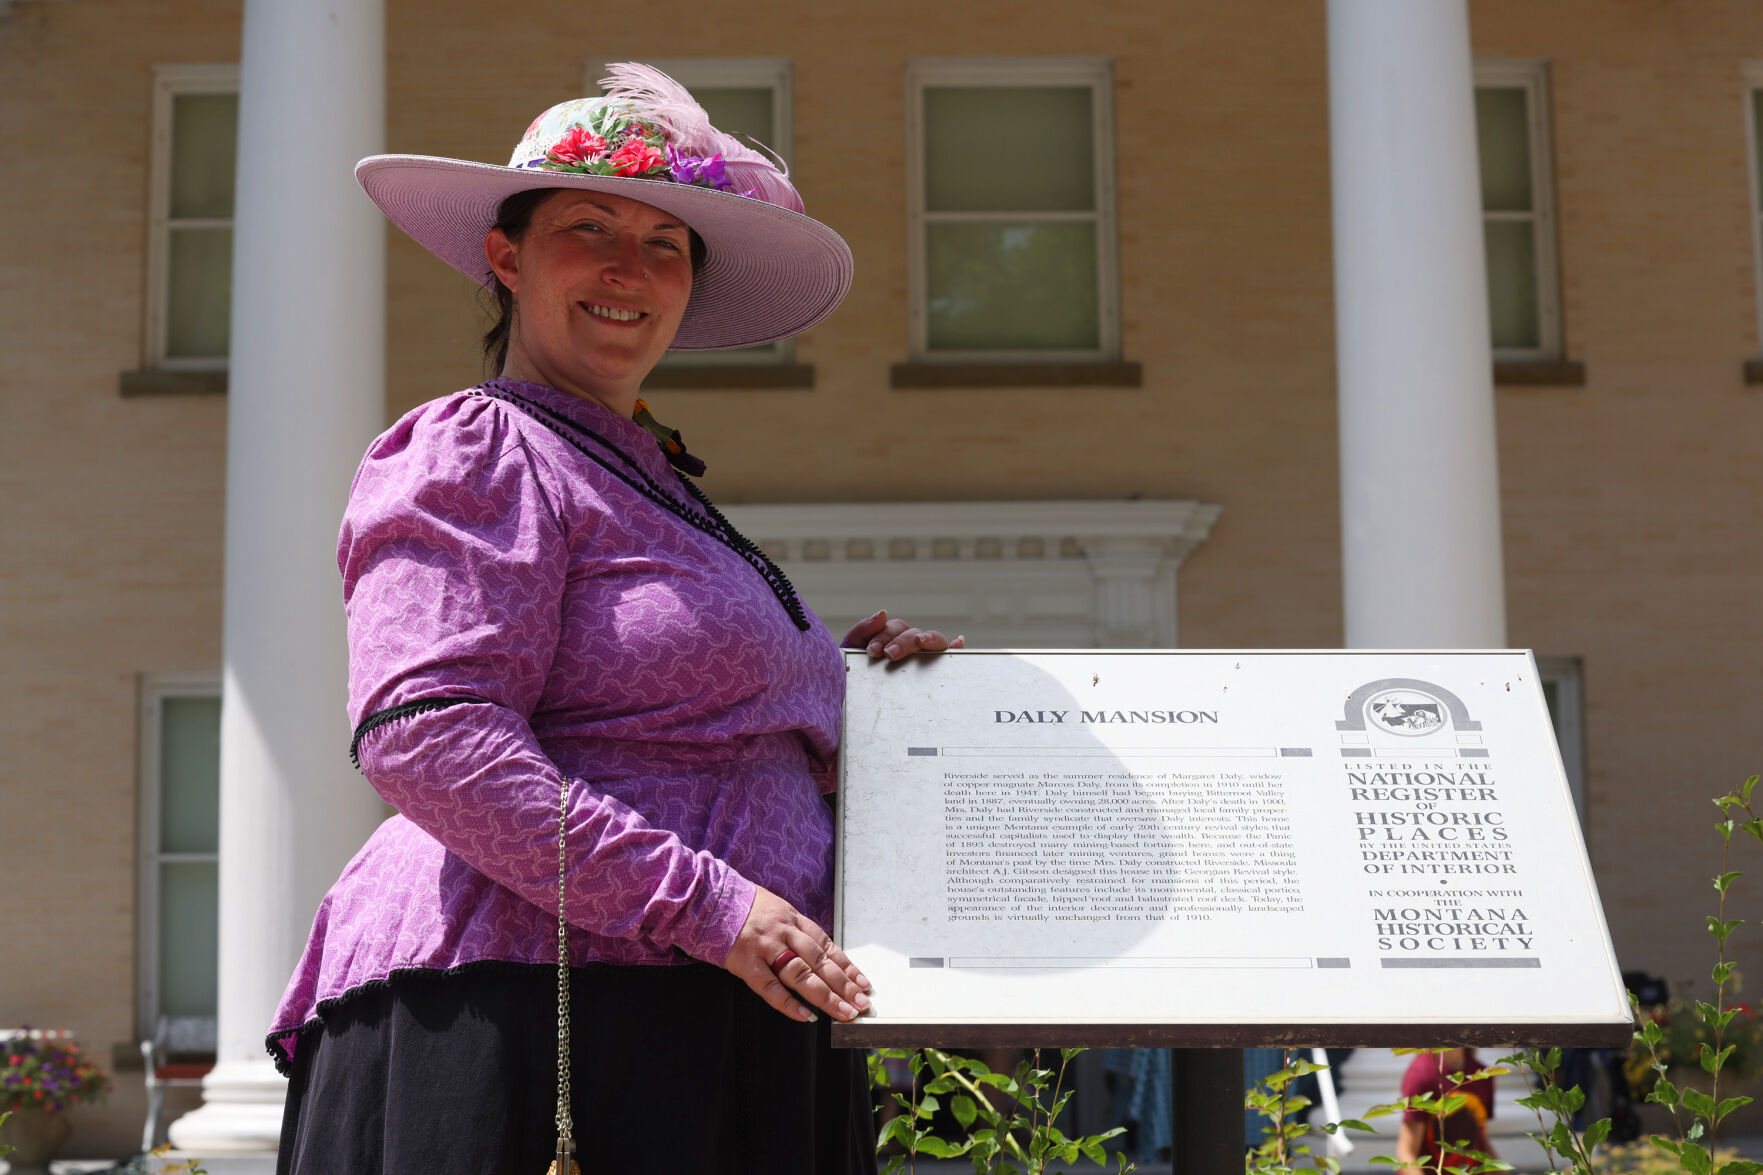 DALY MANSION
Riverside served as the summer residence of Margaret Daly, widow
of copper magnate Marcus Daly, from its completion in 1910 until her
death here in 1941. Daly himself had begun buying Bitterroot Valley
land in 1887, eventually owning 28,000 acres. After Daly's death in 1900,
Mrs. Daly had Riverside constructed and managed local family proper-
ties and the family syndicate that oversaw Daly interests. This home
is a unique Montana example of early 20th century revival styles that
successful capitalists used to display their wealth. Because the Panic
of 1893 destroyed many mining-based fortunes here, and out-of-state
investors financed later mining ventures, grand homes were a thing
of Montana's past by the time Mrs. Daly constructed Riverside. Missoula
architect A.J. Gibson designed this house in the Georgian Revival style.
Although comparatively restrained for mansions of this period, the
house's outstanding features include its monumental, classical portico,
symmetrical facade, hipped roof and balustrated roof deck. Today, the
appearance of the interior decoration and professionally landscaped
grounds is virtually unchanged from that of 1910.
LISTED IN THE
NATIONAL
REGISTER
OF
HISTORIC
PLACES
BY THE UNITED STATES
DEPARTMENT
OF INTERIOR
•
IN COOPERATION WITH
THE
MONTANA
HISTORICAL
SOCIETY